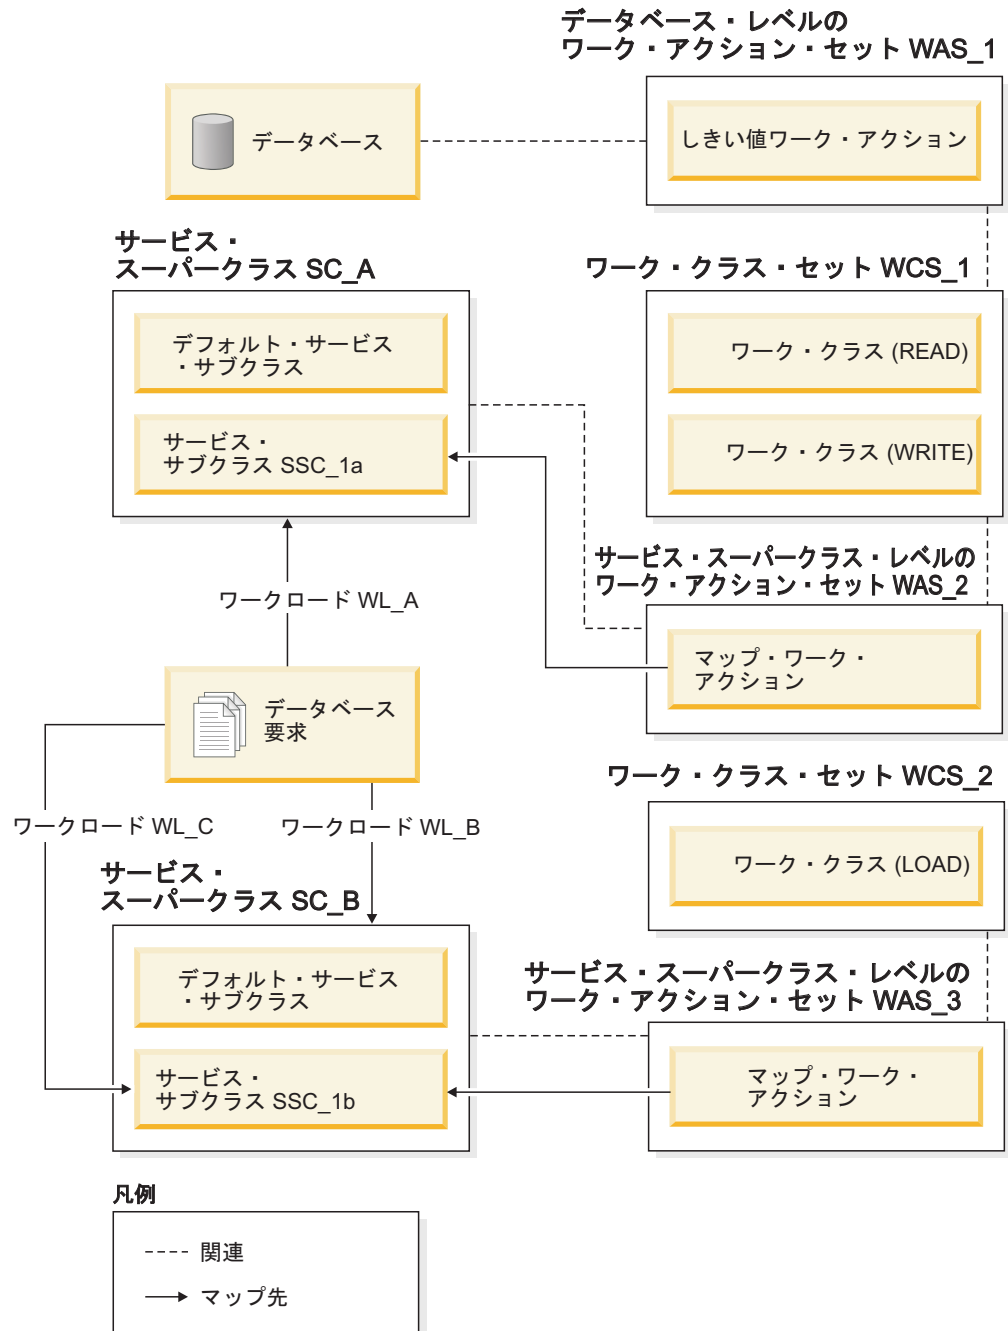 データベース・レベルの
ワーク・アクション・セット WAS_1
データベース
しきい値ワーク・アクション
サービス・
スーパークラス SC_A
ワーク・クラス・セット WCS_1
デフォルト・サービス
・サブクラス
ワーク・クラス (READ)
サービス・
サブクラス SSC_1a
ワーク・クラス (WRITE)
サービス・スーパークラス・レベルの
ワーク・アクション・セット WAS_2
ワークロード WL_A
マップ・ワーク・
アクション
データベース
要求
ワーク・クラス・セット WCS_2
ワークロード WL_C
ワークロード WL_B
ワーク・クラス (LOAD)
サービス・
スーパークラス SC_B
サービス・スーパークラス・レベルの
ワーク・アクション・セット WAS_3
デフォルト・サービス
・サブクラス
サービス・
サブクラス SSC_1b
マップ・ワーク・
アクション
凡例
関連
マップ先